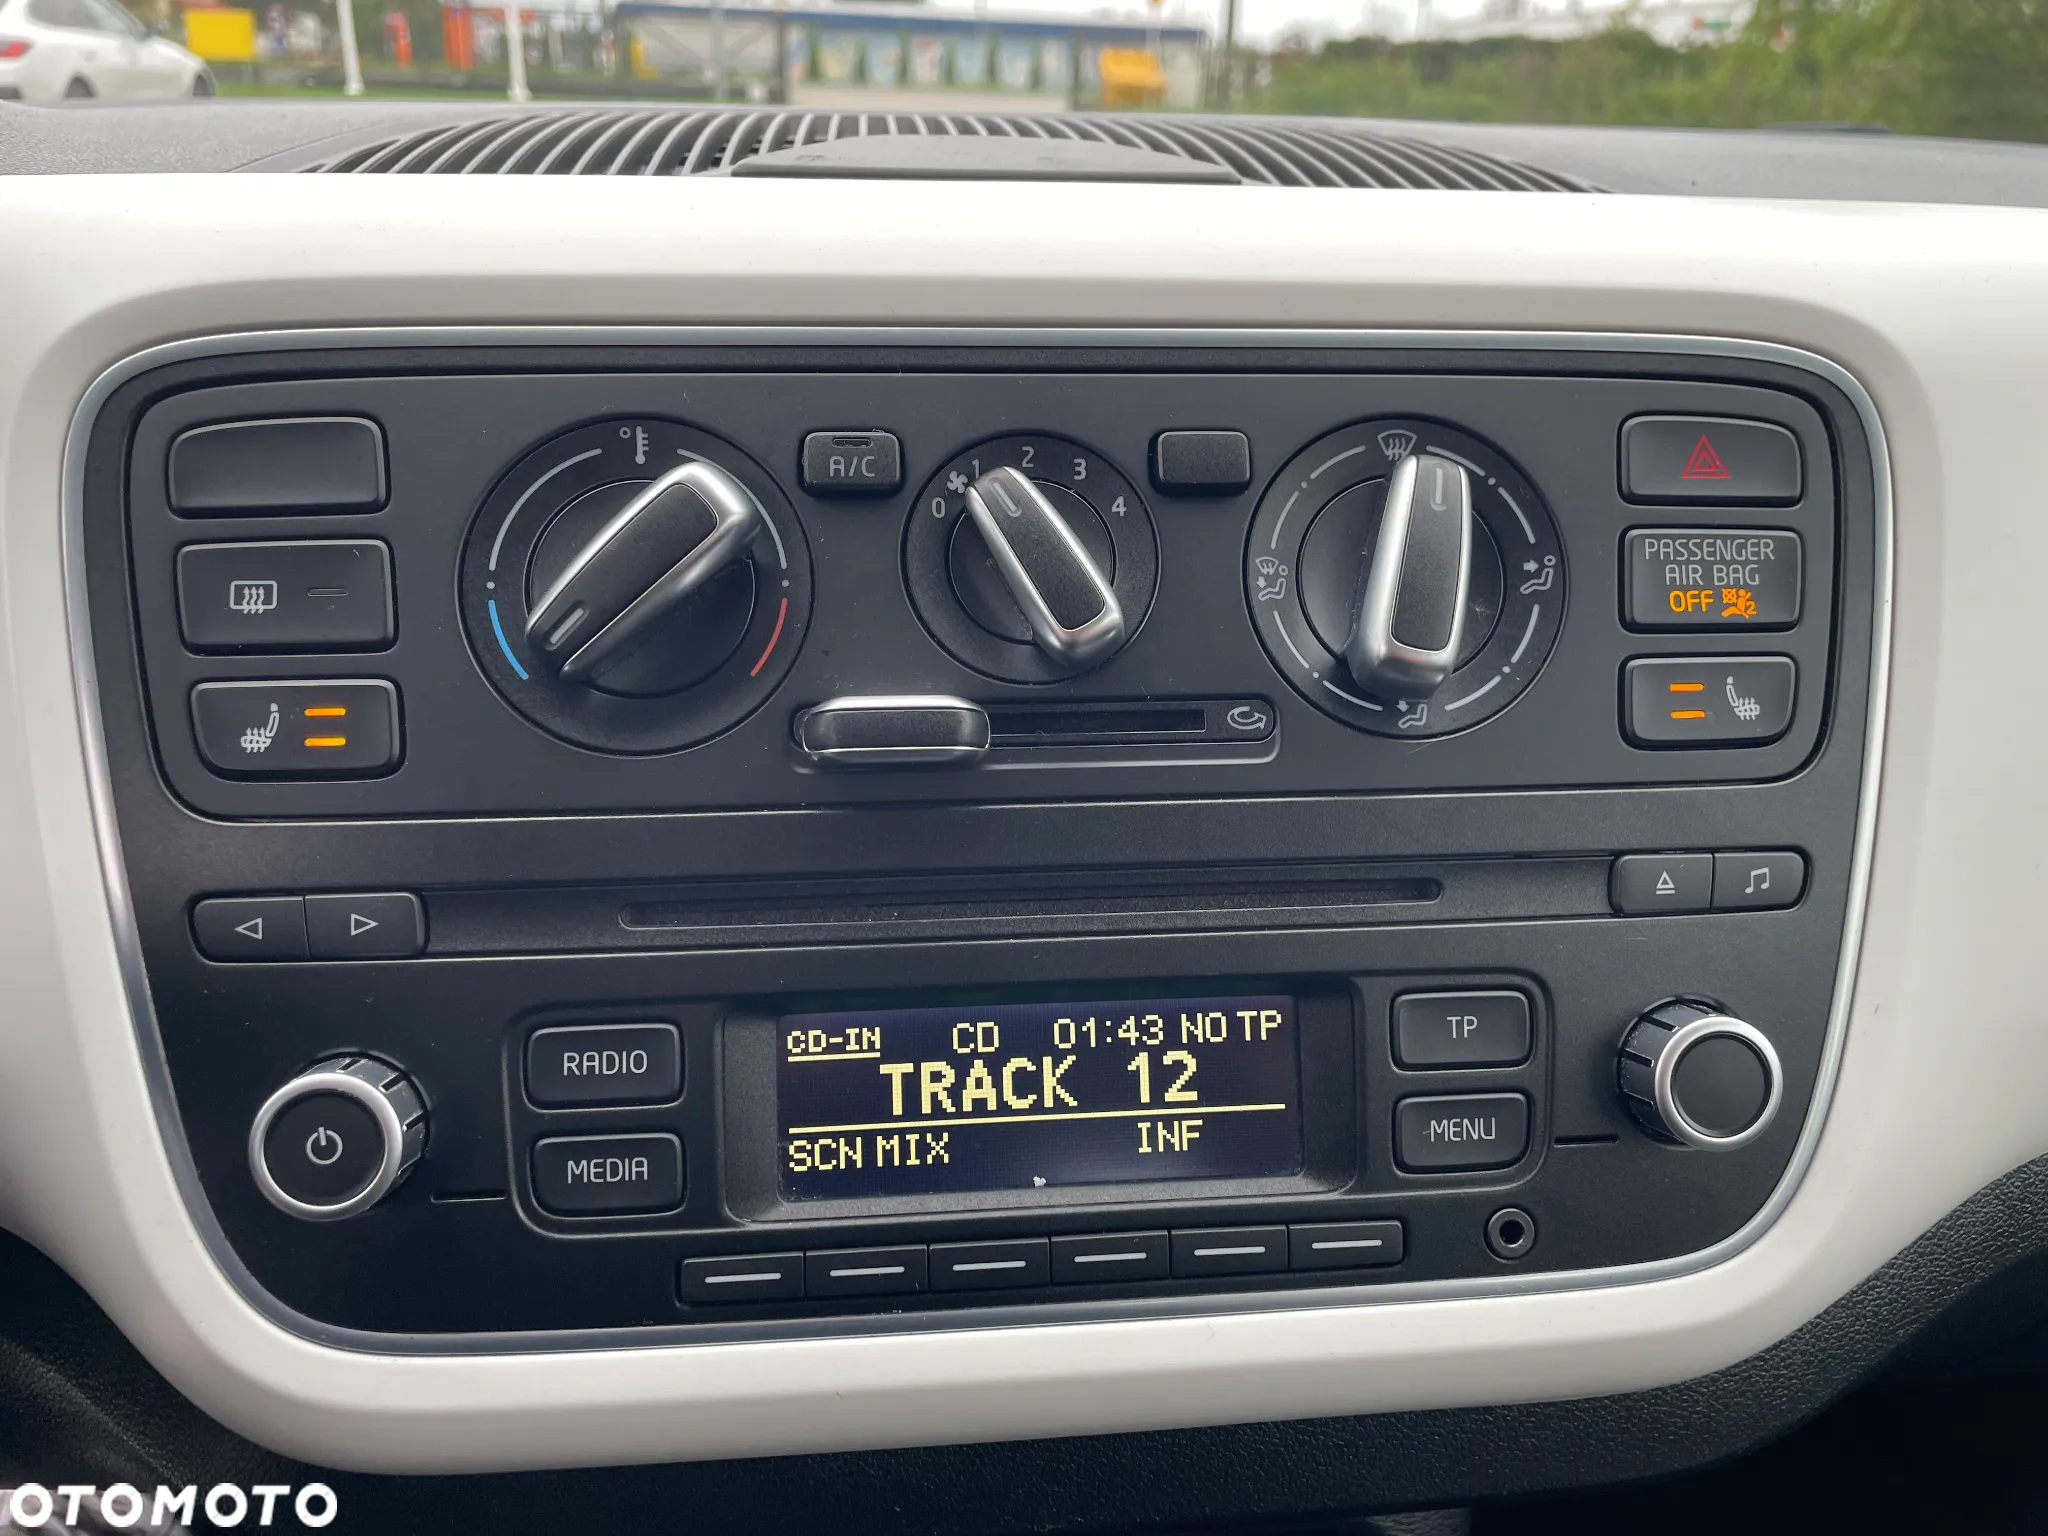 A/C
0 1 2 3 4
PASSENGER
AIR BAG
OFF 2
CD-IN CD 01:43 NO TP
TRACK 12
SCN MIX INF
RADIO
MEDIA
TP
MENU
OTOMOTO